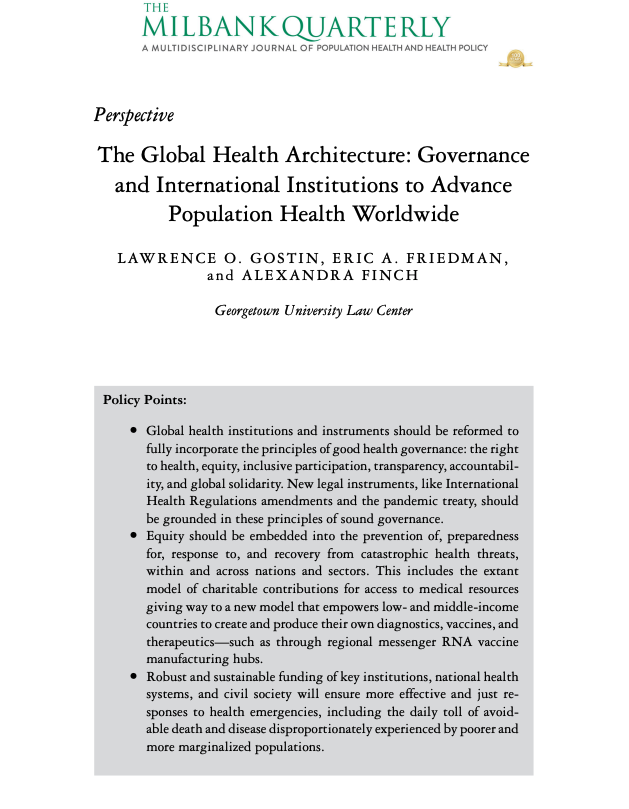 THE
MILBANK QUARTERLY
A MULTIDISCIPLINARY JOURNAL OF POPULATION HEALTH AND HEALTH POLICY
Perspective
The Global Health Architecture: Governance
and International Institutions to Advance
Population Health Worldwide
LAWRENCE O. GOSTIN, ERIC A. FRIEDMAN,
and ALEXANDRA FINCH
Georgetown University Law Center
Policy Points:
• Global health institutions and instruments should be reformed to
fully incorporate the principles of good health governance: the right
to health, equity, inclusive participation, transparency, accountabil-
ity, and global solidarity. New legal instruments, like International
Health Regulations amendments and the pandemic treaty, should
be grounded in these principles of sound governance.
• Equity should be embedded into the prevention of, preparedness
for, response to, and recovery from catastrophic health threats,
within and across nations and sectors. This includes the extant
model of charitable contributions for access to medical resources
giving way to a new model that empowers low- and middle-income
countries to create and produce their own diagnostics, vaccines, and
therapeutics—such as through regional messenger RNA vaccine
manufacturing hubs.
• Robust and sustainable funding of key institutions, national health
systems, and civil society will ensure more effective and just re-
sponses to health emergencies, including the daily toll of avoid-
able death and disease disproportionately experienced by poorer and
more marginalized populations.